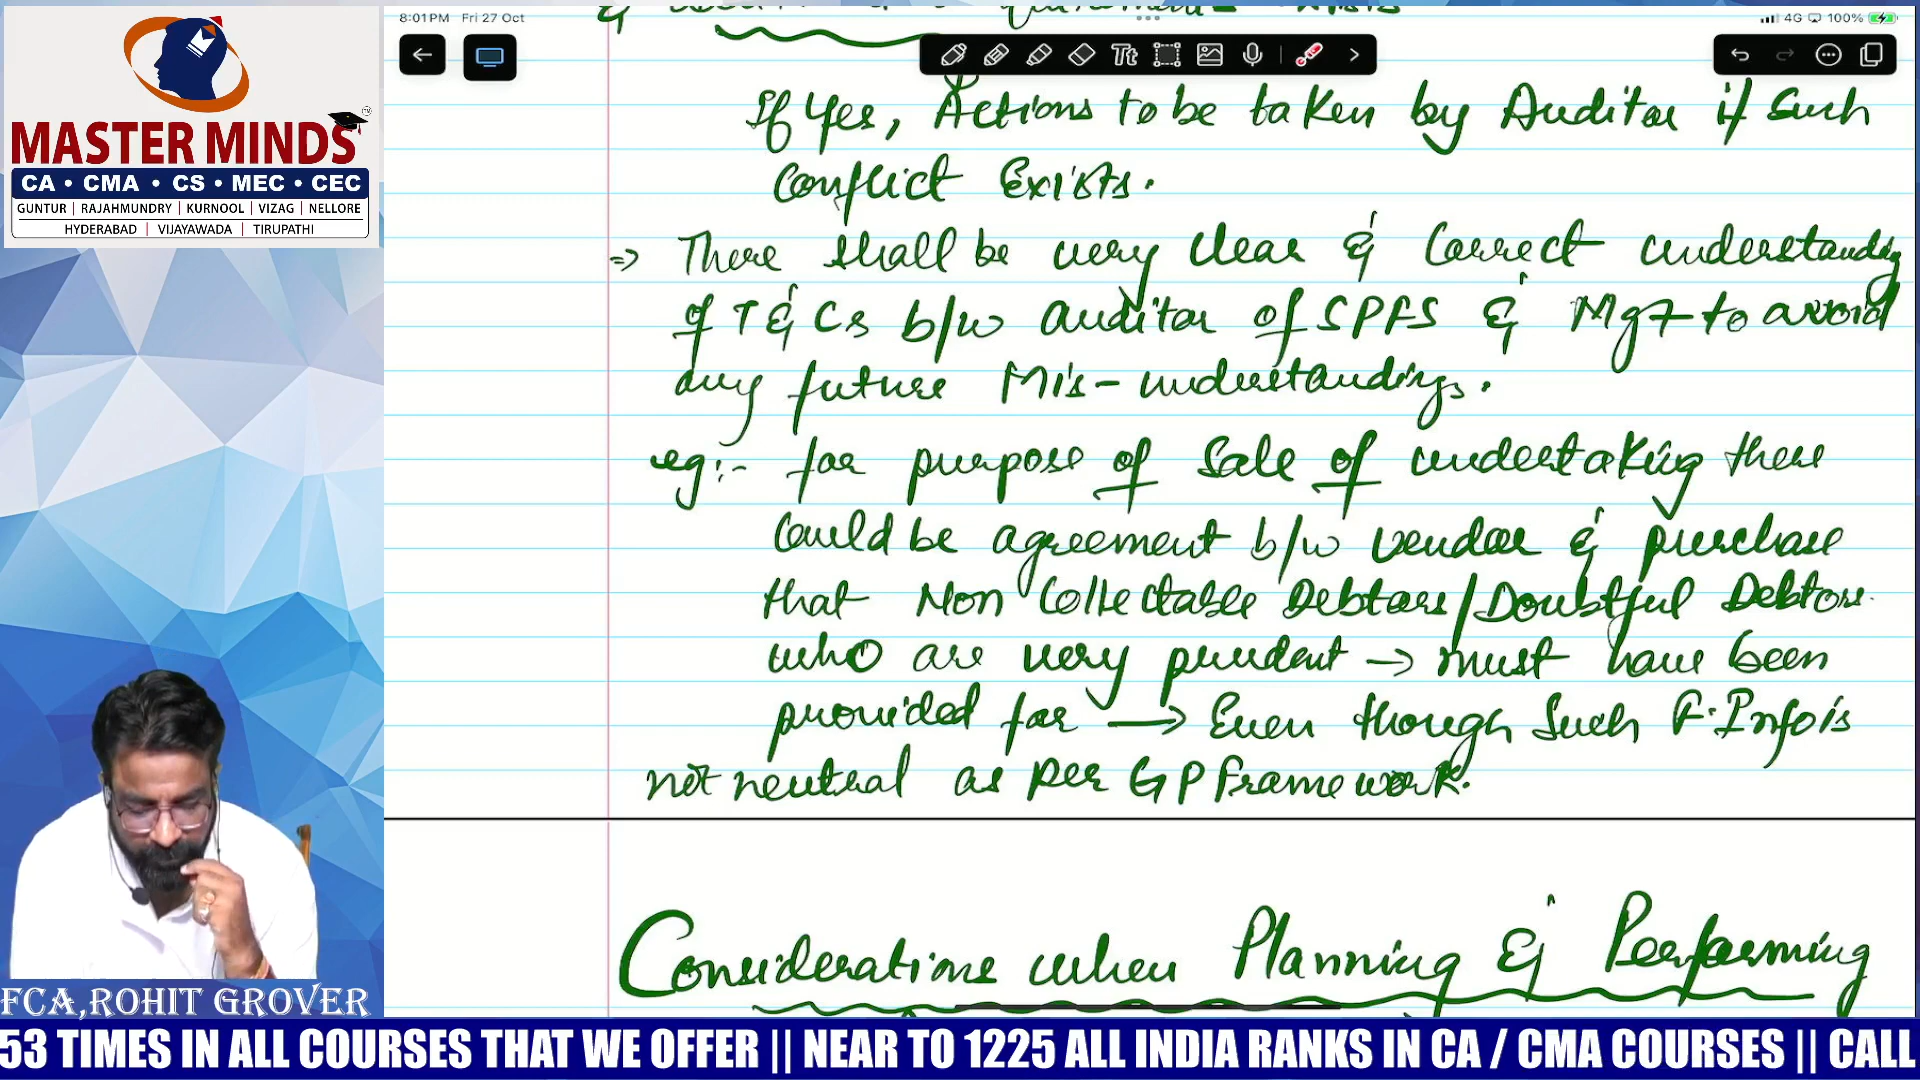 8:01 PM Fri 27 Oct
4G 100%
Tt
MASTER MINDS
CA • CMA • CS • MEC • CEC
GUNTUR | RAJAHMUNDRY | KURNOOL | VIZAG | NELLORE
HYDERABAD | VIJAYAWADA | TIRUPATHI
If Yes, Actions to be taken by Auditor if such
Conflict Exists.
=> There shall be very clear & Correct understanding
of T & Cs b/w auditor of SPFS & Mgt to avoid
any future Mis-understandings.
eg:- for purpose of Sale of undertaking there
Could be agreement b/w vendor & purchase
that Non Collectable Debtors/Doubtful Debtors
who are very prudent → must have been
provided for → Even though Such F. Info is
not neutral as per GP Framework.
Considerations when Planning & Performing
FCA,ROHIT GROVER
53 TIMES IN ALL COURSES THAT WE OFFER || NEAR TO 1225 ALL INDIA RANKS IN CA / CMA COURSES || CALL